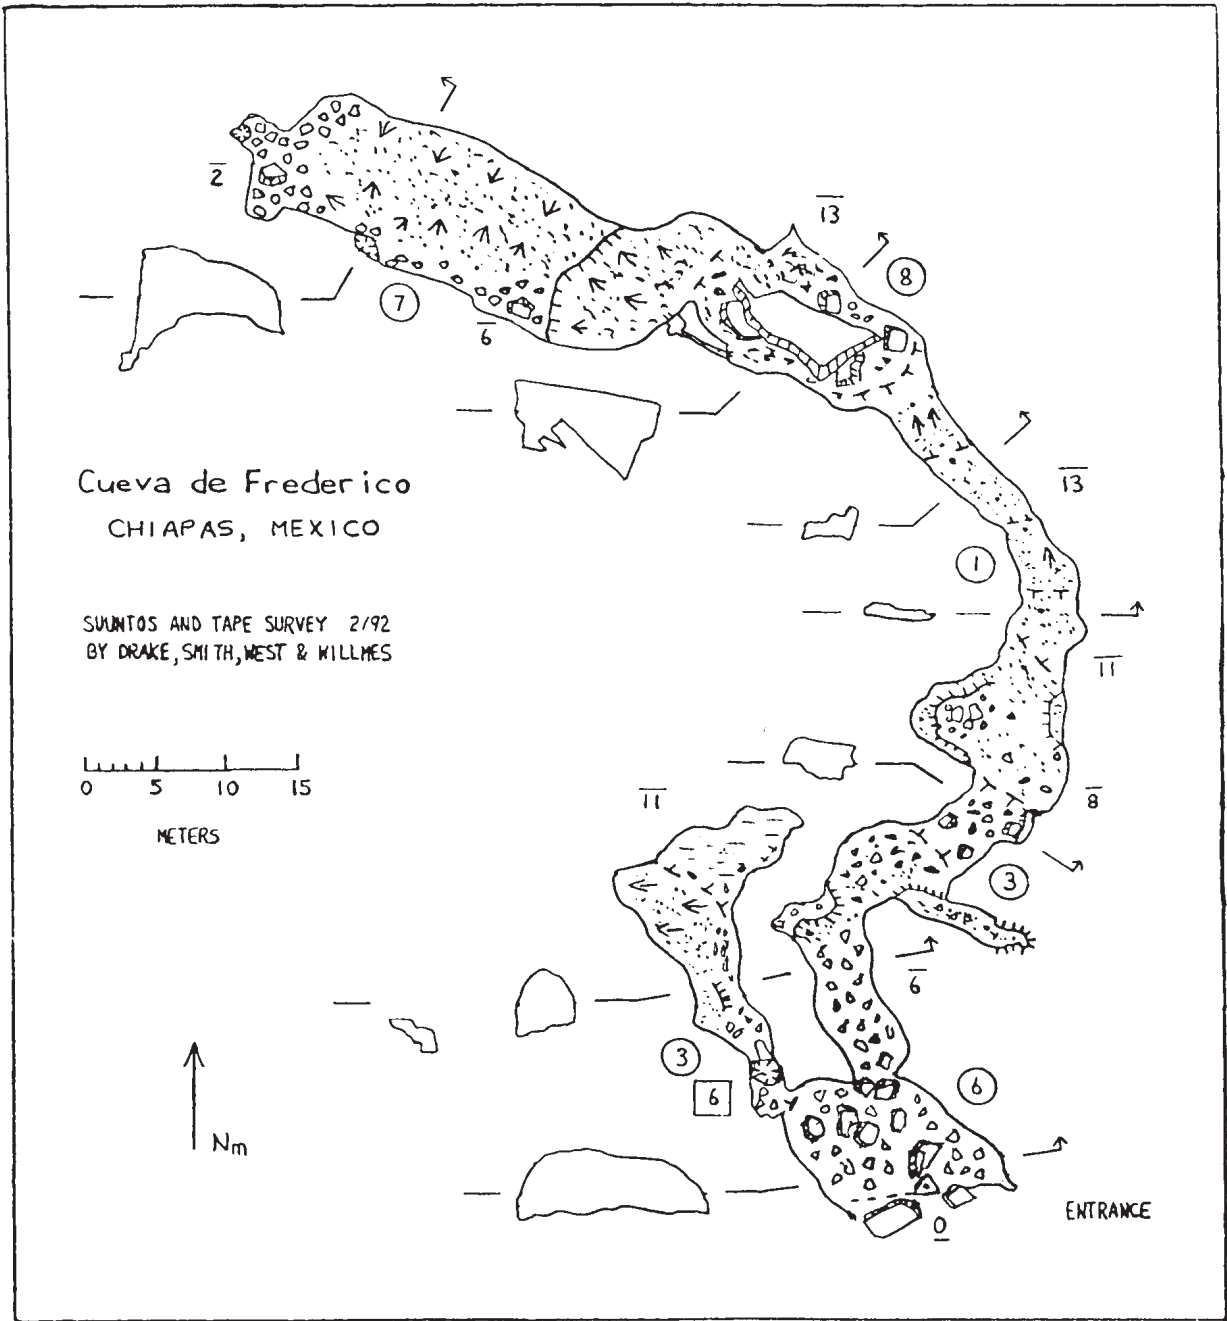 2
13
8
7
6
Cueva de Frederico
CHIAPAS, MEXICO
13
1
SUUNTOS AND TAPE SURVEY 2/92
BY DRAKE, SMITH, WEST & WILLMES
11
0 5 10 15
METERS
11
8
3
6
3
6
6
Nm
ENTRANCE
0